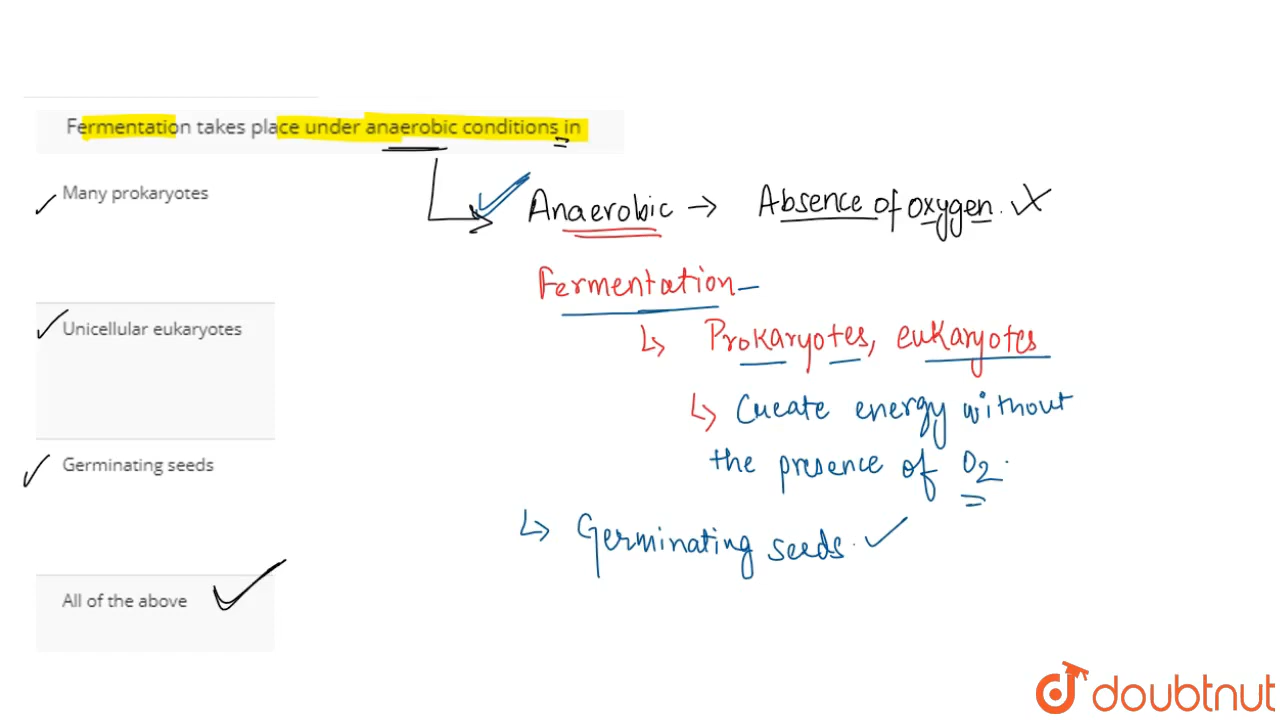 Fermentation takes place under anaerobic conditions in
Many prokaryotes
Unicellular eukaryotes
Germinating seeds
All of the above
Anaerobic → Absence of oxygen.
Fermentation –
↳ Prokaryotes, eukaryotes
↳ Create energy without
the presence of O2.
↳ Germinating seeds.
doubtnut